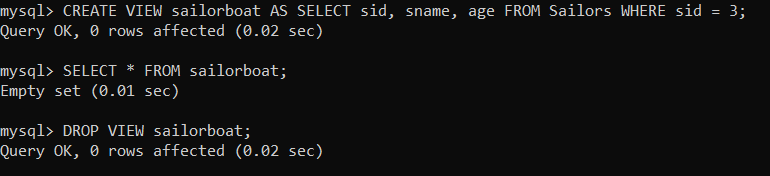 mysql> CREATE VIEW sailorboat AS SELECT sid, sname, age FROM Sailors WHERE sid = 3;
Query OK, 0 rows affected (0.02 sec)
mysql> SELECT * FROM sailorboat;
Empty set (0.01 sec)
mysql> DROP VIEW sailorboat;
Query OK, 0 rows affected (0.02 sec)